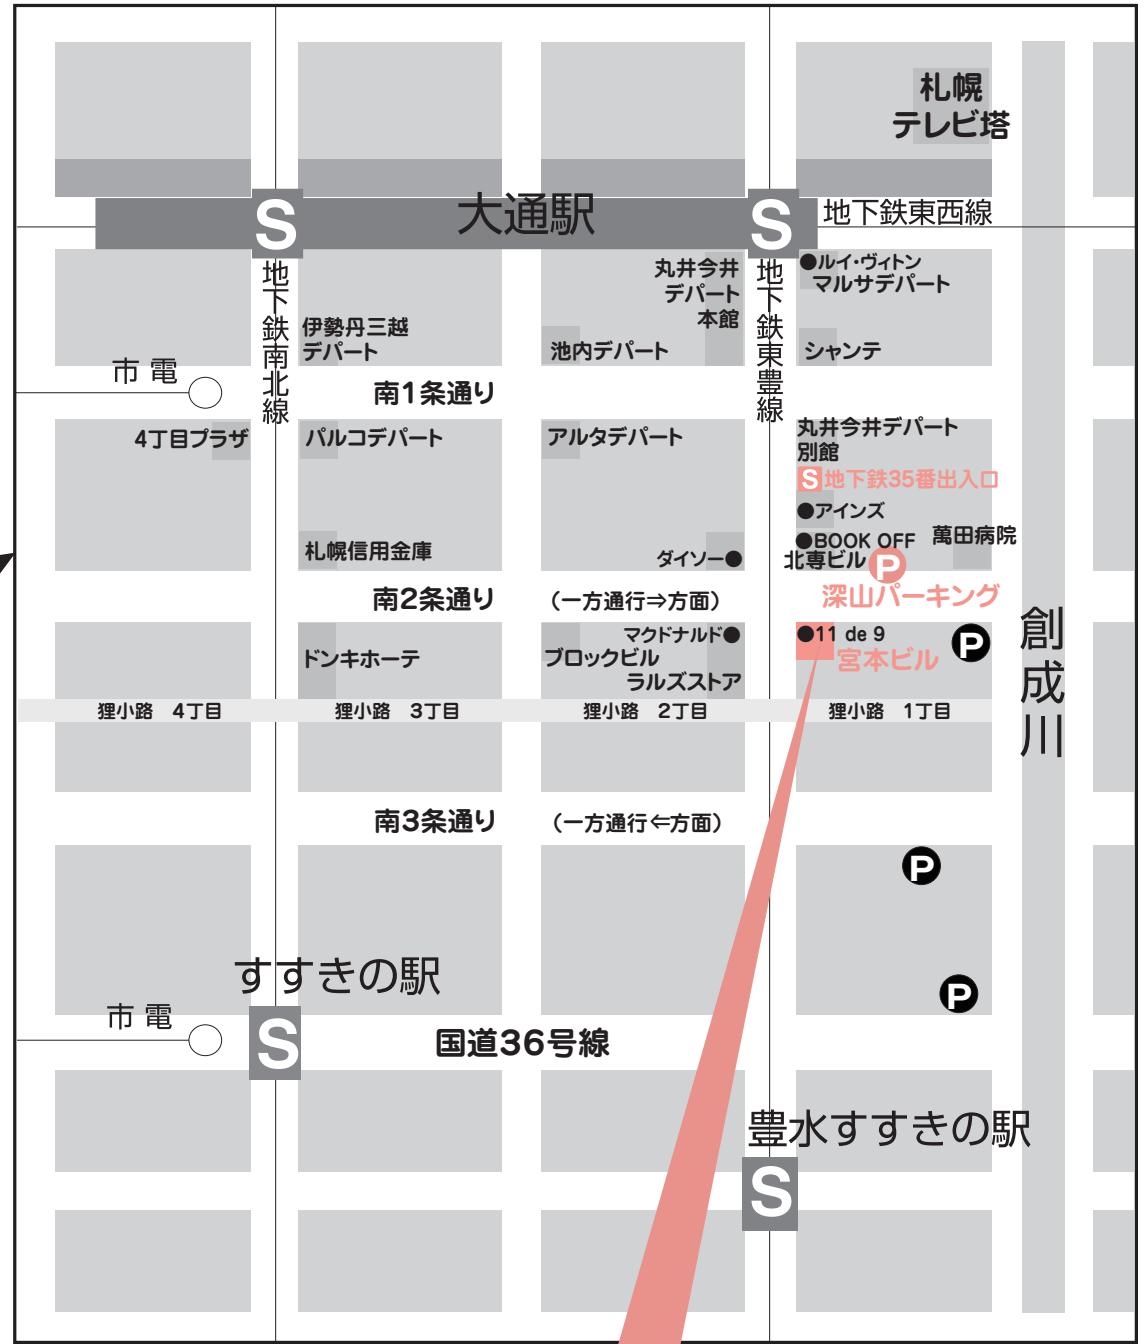 札幌
テレビ塔
S
大通駅
S
地下鉄東西線
地下鉄南北線
伊勢丹三越
デパート
池内デパート
丸井今井
デパート
本館
地下鉄東豊線
●ルイ・ヴィトン
マルサデパート
シャンテ
市電
南1条通り
4丁目プラザ
パルコデパート
アルタデパート
丸井今井デパート
別館
S 地下鉄35番出入口
●アインズ
●BOOK OFF
萬田病院
北専ビル
P
札幌信用金庫
ダイソー●
深山パーキング
南2条通り
(一方通行⇒方面)
ドンキホーテ
マクドナルド●
ブロックビル
ラルズストア
●11 de 9
宮本ビル
P
創成川
狸小路 4丁目
狸小路 3丁目
狸小路 2丁目
狸小路 1丁目
南3条通り
(一方通行⇐方面)
P
すすきの駅
P
市電
S
国道36号線
豊水すすきの駅
S